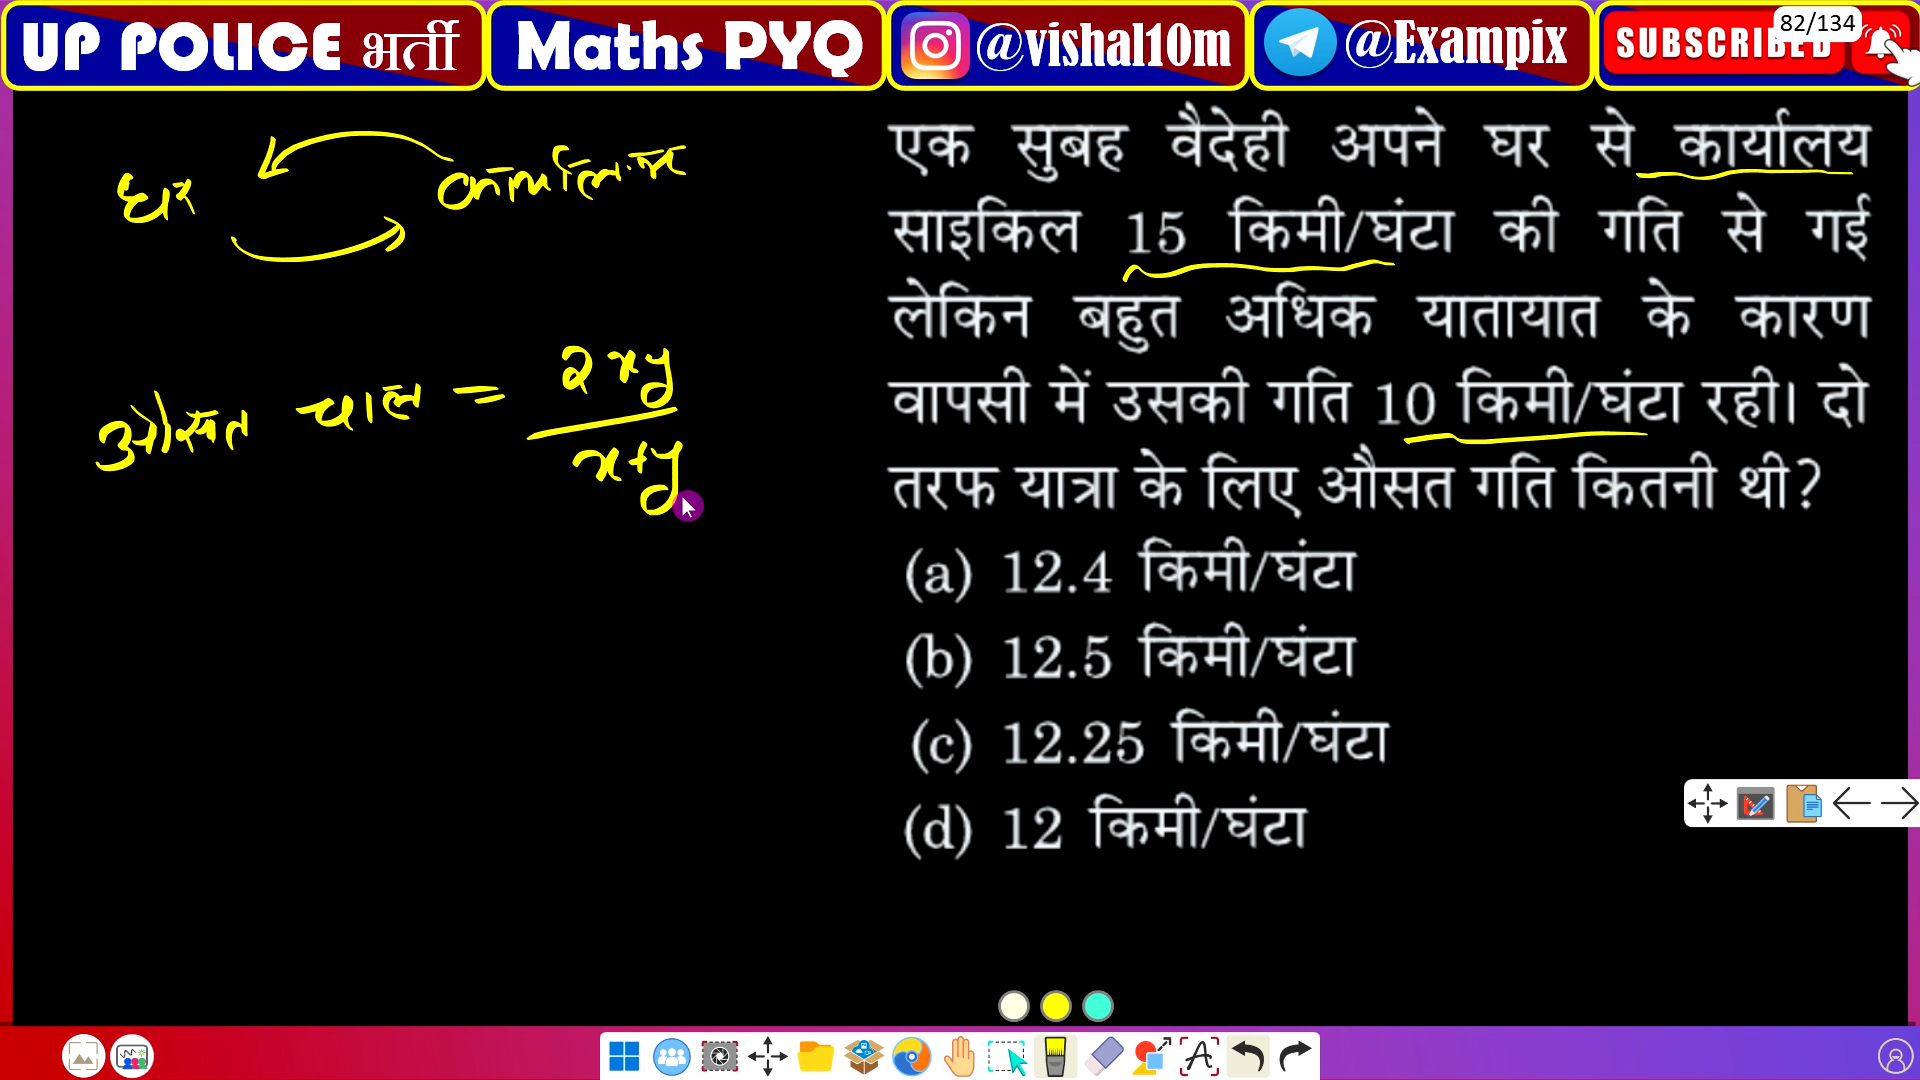 UP POLICE भर्ती
Maths PYQ
@vishal10m
@Exampix
SUBSCRIBED
82/134
घर
कार्यालय
औसत चाल = 2xy
x+y
एक सुबह वैदेही अपने घर से कार्यालय
साइकिल 15 किमी/घंटा की गति से गई
लेकिन बहुत अधिक यातायात के कारण
वापसी में उसकी गति 10 किमी/घंटा रही। दो
तरफ यात्रा के लिए औसत गति कितनी थी?
(a) 12.4 किमी/घंटा
(b) 12.5 किमी/घंटा
(c) 12.25 किमी/घंटा
(d) 12 किमी/घंटा